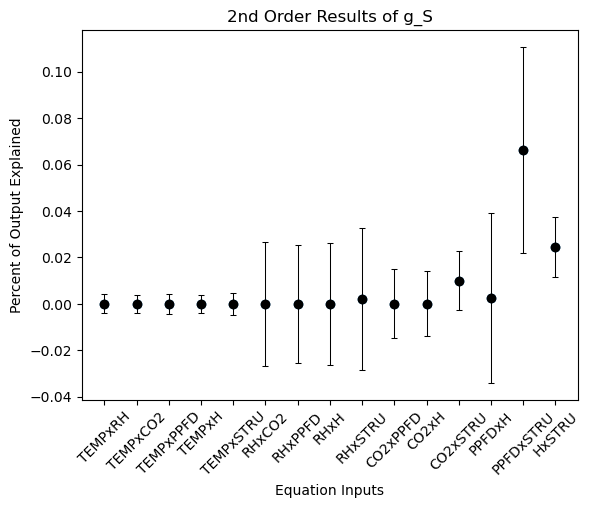 2nd Order Results of g_S
Percent of Output Explained
0.10
0.08
0.06
0.04
0.02
0.00
−0.02
−0.04
TEMPxRH
TEMPxCO2
TEMPxPPFD
TEMPxH
TEMPxSTRU
RHxCO2
RHxPPFD
RHxH
RHxSTRU
CO2xPPFD
CO2xH
CO2xSTRU
PPFDxH
PPFDxSTRU
HxSTRU
Equation Inputs